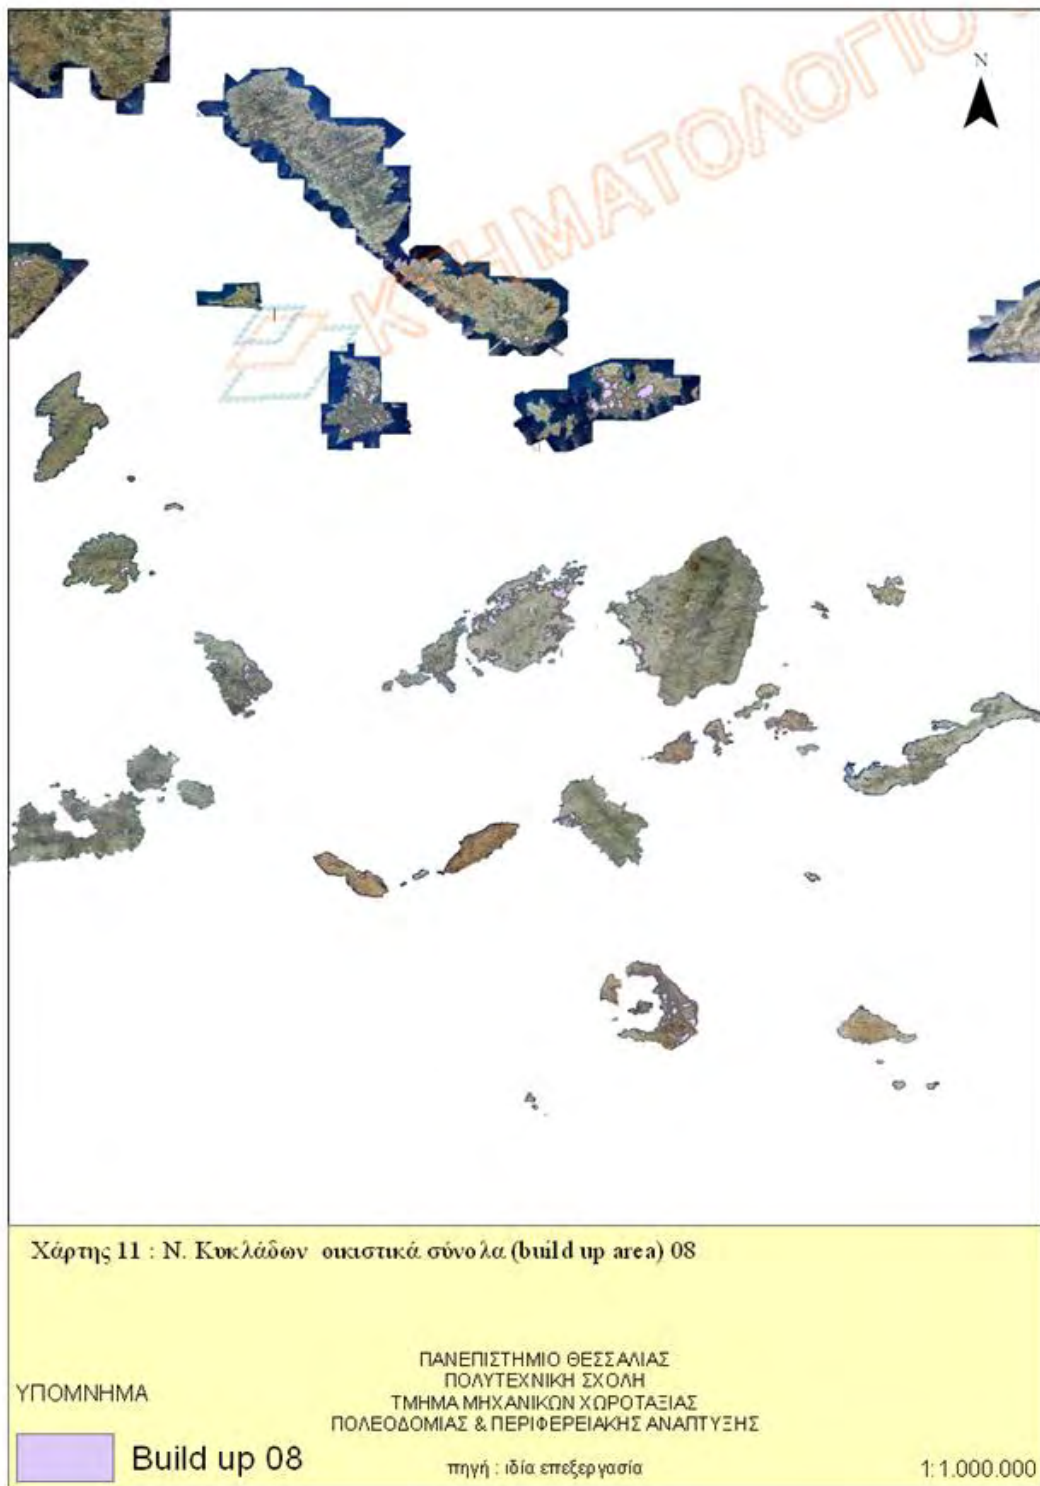 ΚΤΗΜΑΤΟΛΟΓΙΟ
N
Χάρτης 11 : Ν. Κυκλάδων οικιστικά σύνολα (build up area) 08
ΠΑΝΕΠΙΣΤΗΜΙΟ ΘΕΣΣΑΛΙΑΣ
ΠΟΛΥΤΕΧΝΙΚΗ ΣΧΟΛΗ
ΤΜΗΜΑ ΜΗΧΑΝΙΚΩΝ ΧΩΡΟΤΑΞΙΑΣ
ΠΟΛΕΟΔΟΜΙΑΣ & ΠΕΡΙΦΕΡΕΙΑΚΗΣ ΑΝΑΠΤΥΞΗΣ
ΥΠΟΜΝΗΜΑ
Build up 08
πηγή : ιδία επεξεργασία
1:1.000.000